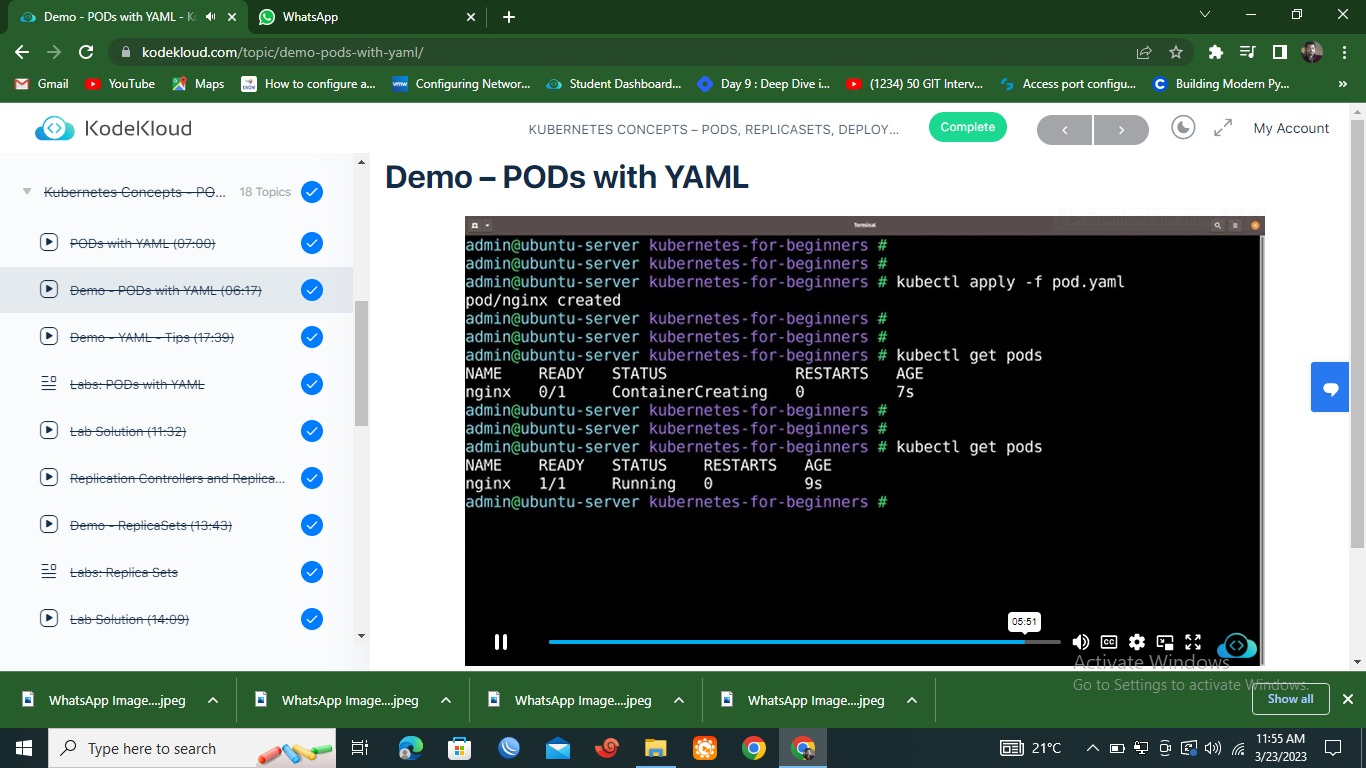 Demo - PODs with YAML - K
WhatsApp
kodekloud.com/topic/demo-pods-with-yaml/
Gmail
YouTube
Maps
How to configure a...
Configuring Networ...
Student Dashboard...
Day 9 : Deep Dive i...
(1234) 50 GIT Interv...
Access port configu...
Building Modern Py...
»
KodeKloud
KUBERNETES CONCEPTS – PODS, REPLICASETS, DEPLOY...
Complete
My Account
Kubernetes Concepts - PO...
18 Topics
PODs with YAML (07:00)
Demo - PODs with YAML (06:17)
Demo - YAML - Tips (17:39)
Labs: PODs with YAML
Lab Solution (11:32)
Replication Controllers and Replica...
Demo - ReplicaSets (13:43)
Labs: Replica Sets
Lab Solution (14:09)
Demo – PODs with YAML
Terminal
admin@ubuntu-server kubernetes-for-beginners #
admin@ubuntu-server kubernetes-for-beginners #
admin@ubuntu-server kubernetes-for-beginners # kubectl apply -f pod.yaml
pod/nginx created
admin@ubuntu-server kubernetes-for-beginners #
admin@ubuntu-server kubernetes-for-beginners #
admin@ubuntu-server kubernetes-for-beginners # kubectl get pods
NAME READY STATUS RESTARTS AGE
nginx 0/1 ContainerCreating 0 7s
admin@ubuntu-server kubernetes-for-beginners #
admin@ubuntu-server kubernetes-for-beginners #
admin@ubuntu-server kubernetes-for-beginners # kubectl get pods
NAME READY STATUS RESTARTS AGE
nginx 1/1 Running 0 9s
admin@ubuntu-server kubernetes-for-beginners #
05:51
CC
Activate Windows
Go to Settings to activate Windows.
WhatsApp Image....jpeg
WhatsApp Image....jpeg
WhatsApp Image....jpeg
WhatsApp Image....jpeg
Show all
Type here to search
21°C
11:55 AM
3/23/2023